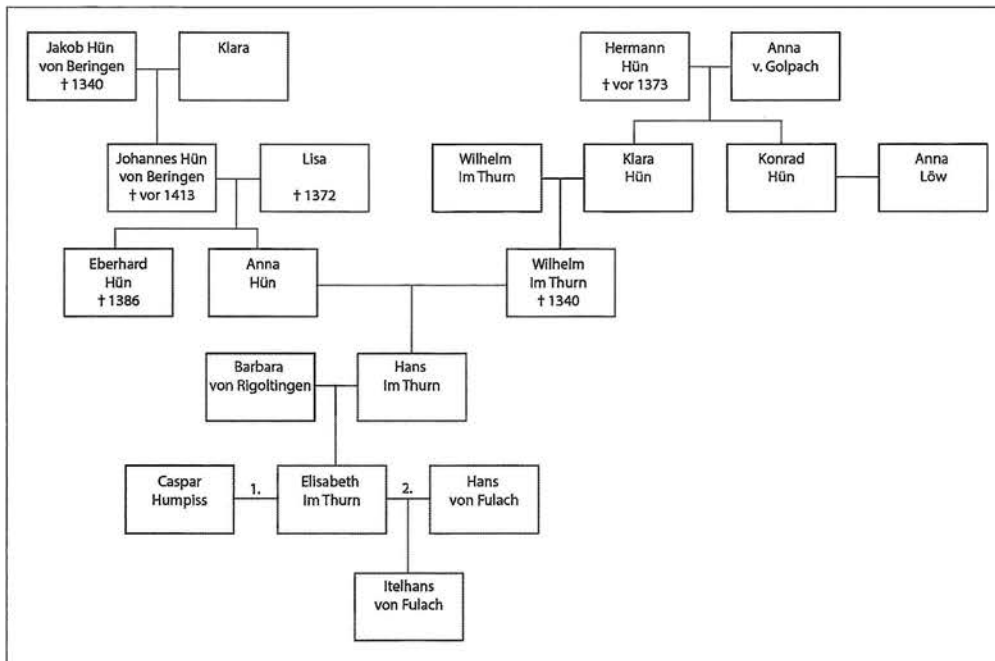 Jakob Hün
von Beringen
† 1340
Klara
Hermann
Hün
† vor 1373
Anna
v. Golpach
Johannes Hün
von Beringen
† vor 1413
Lisa
† 1372
Wilhelm
Im Thurn
Klara
Hün
Konrad
Hün
Anna
Löw
Eberhard
Hün
† 1386
Anna
Hün
Wilhelm
Im Thurn
† 1340
Barbara
von Rigoltingen
Hans
Im Thurn
Caspar
Humpiss
1.
Elisabeth
Im Thurn
2.
Hans
von Fulach
Itelhans
von Fulach